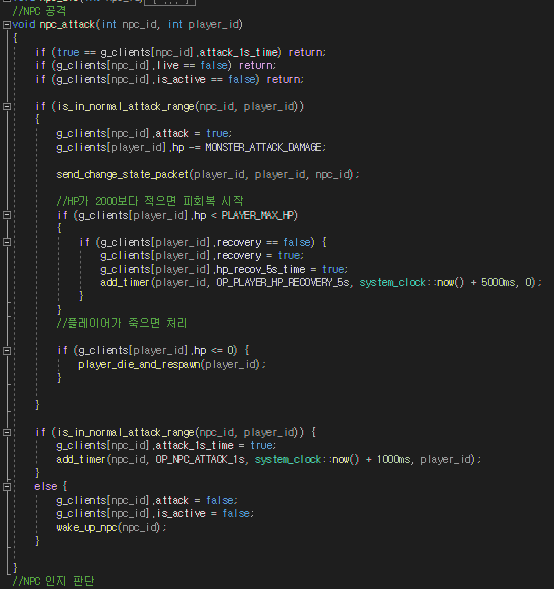 //NPC 공격
void npc_attack(int npc_id, int player_id)
{
    if (true == g_clients[npc_id].attack_1s_time) return;
    if (g_clients[npc_id].live == false) return;
    if (g_clients[npc_id].is_active == false) return;

    if (is_in_normal_attack_range(npc_id, player_id))
    {
        g_clients[npc_id].attack = true;
        g_clients[player_id].hp -= MONSTER_ATTACK_DAMAGE;

        send_change_state_packet(player_id, player_id, npc_id);

        //HP가 2000보다 적으면 피회복 시작
        if (g_clients[player_id].hp < PLAYER_MAX_HP)
        {
            if (g_clients[player_id].recovery == false) {
                g_clients[player_id].recovery = true;
                g_clients[player_id].hp_recov_5s_time = true;
                add_timer(player_id, OP_PLAYER_HP_RECOVERY_5s, system_clock::now() + 5000ms, 0);
            }
        }
        //플레이어가 죽으면 처리

        if (g_clients[player_id].hp <= 0) {
            player_die_and_respawn(player_id);
        }

    }

    if (is_in_normal_attack_range(npc_id, player_id)) {
        g_clients[npc_id].attack_1s_time = true;
        add_timer(npc_id, OP_NPC_ATTACK_1s, system_clock::now() + 1000ms, player_id);
    }
    else {
        g_clients[npc_id].attack = false;
        g_clients[npc_id].is_active = false;
        wake_up_npc(npc_id);
    }

}
//NPC 인지 판단